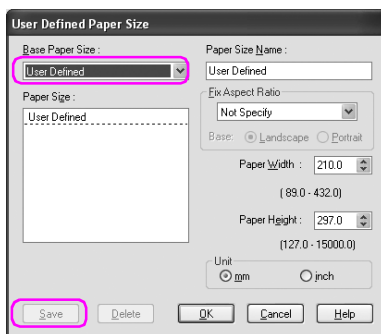 User Defined Paper Size
Base Paper Size :
User Defined
Paper Size :
User Defined
Paper Size Name :
User Defined
Fix Aspect Ratio
Not Specify
Base: Landscape Portrait
Paper Width : 210.0
( 89.0 - 432.0)
Paper Height : 297.0
(127.0 - 15000.0)
Unit
mm inch
Save Delete OK Cancel Help